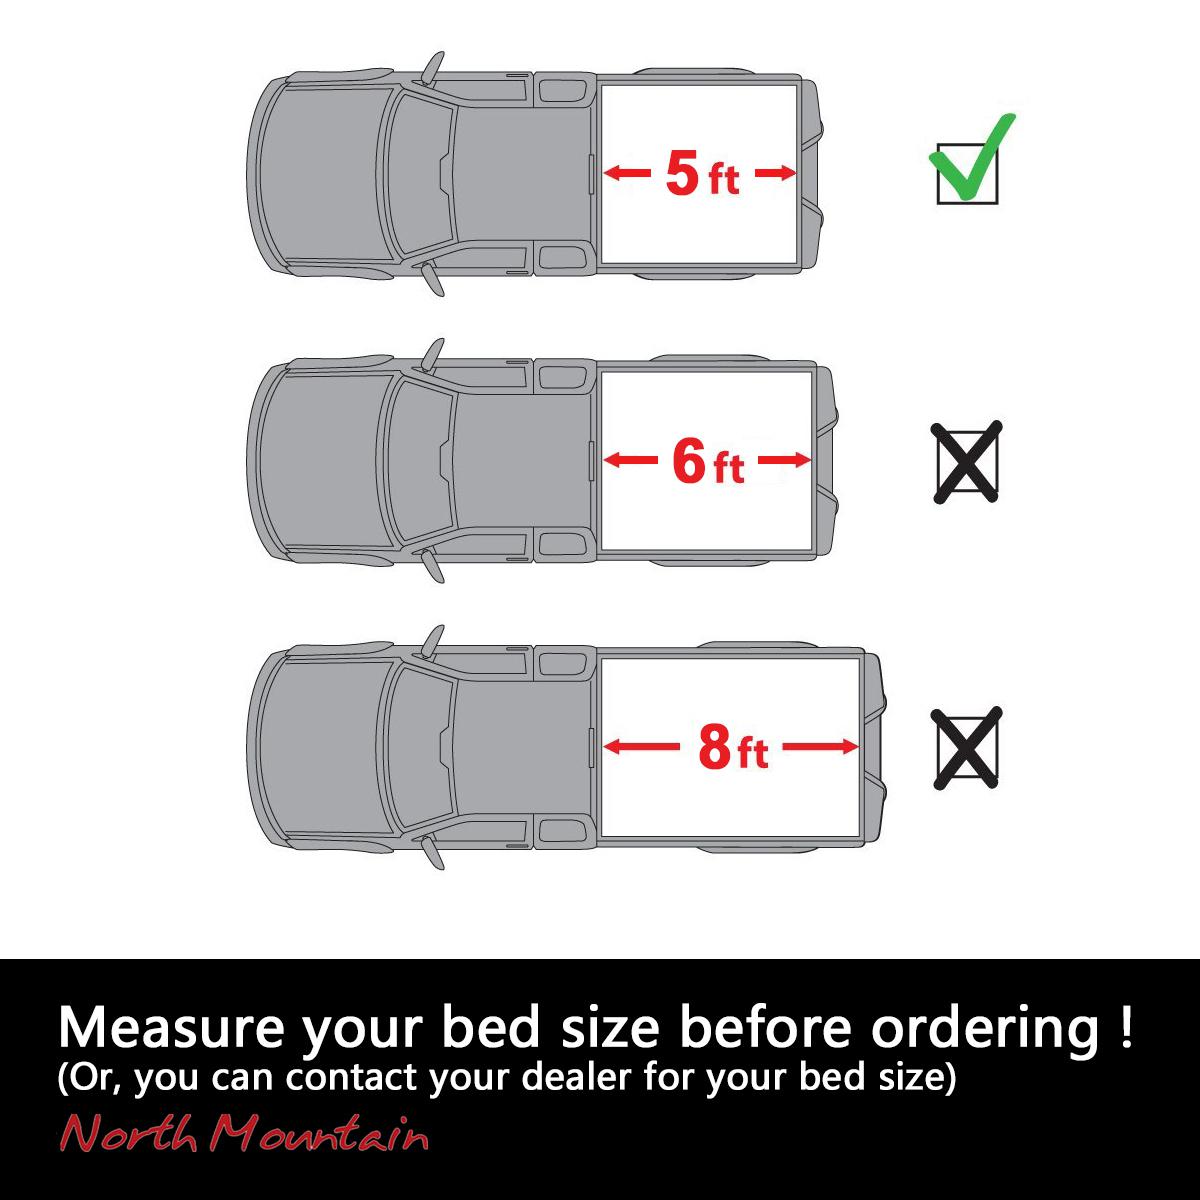 5 ft
6 ft
8 ft
Measure your bed size before ordering !
(Or, you can contact your dealer for your bed size)
North Mountain